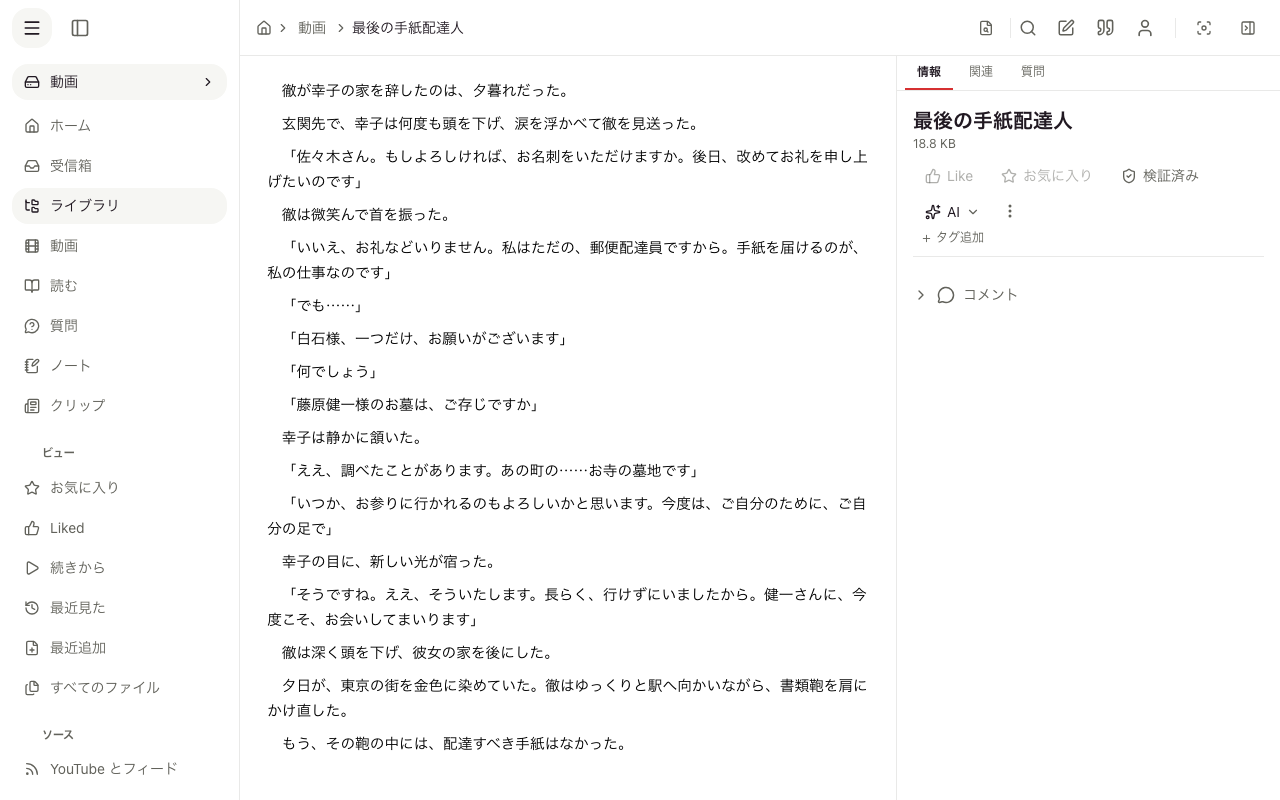 動画
ホーム
受信箱
ライブラリ
動画
読む
質問
ノート
クリップ
ビュー
お気に入り
Liked
続きから
最近見た
最近追加
すべてのファイル
ソース
YouTube とフィード
動画
最後の手紙配達人
徹が幸子の家を辞したのは、夕暮れだった。
玄関先で、幸子は何度も頭を下げ、涙を浮かべて徹を見送った。
「佐々木さん。もしよろしければ、お名刺をいただけますか。後日、改めてお礼を申し上
げたいのです」
徹は微笑んで首を振った。
「いいえ、お礼などいりません。私はただの、郵便配達員ですから。手紙を届けるのが、
私の仕事なのです」
「でも……」
「白石様、一つだけ、お願いがございます」
「何でしょう」
「藤原健一様のお墓は、ご存じですか」
幸子は静かに頷いた。
「ええ、調べたことがあります。あの町の……お寺の墓地です」
「いつか、お参りに行かれるのもよろしいかと思います。今度は、ご自分のために、ご自
分の足で」
幸子の目に、新しい光が宿った。
「そうですね。ええ、そういたします。長らく、行けずにいましたから。健一さんに、今
度こそ、お会いしてまいります」
徹は深く頭を下げ、彼女の家を後にした。
夕日が、東京の街を金色に染めていた。徹はゆっくりと駅へ向かいながら、書類鞄を肩に
かけ直した。
もう、その鞄の中には、配達すべき手紙はなかった。
情報
関連
質問
最後の手紙配達人
18.8 KB
Like
お気に入り
検証済み
AI
+ タグ追加
コメント